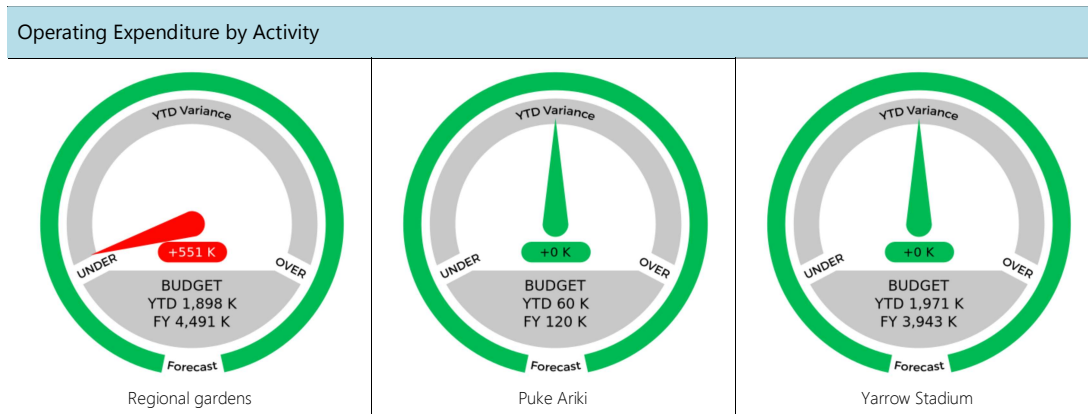 Operating Expenditure by Activity
YTD Variance
+551 K
UNDER
OVER
BUDGET
YTD 1,898 K
FY 4,491 K
Forecast
Regional gardens
YTD Variance
+0 K
UNDER
OVER
BUDGET
YTD 60 K
FY 120 K
Forecast
Puke Ariki
YTD Variance
+0 K
UNDER
OVER
BUDGET
YTD 1,971 K
FY 3,943 K
Forecast
Yarrow Stadium